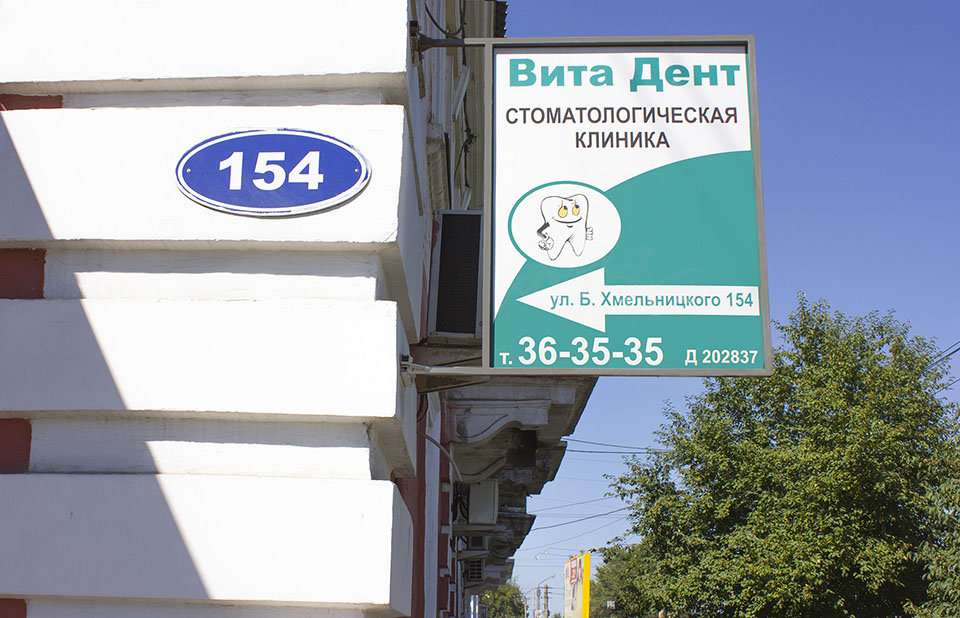 154
Вита Дент
СТОМАТОЛОГИЧЕСКАЯ
КЛИНИКА
ул. Б. Хмельницкого 154
т. 36-35-35 Д 202837